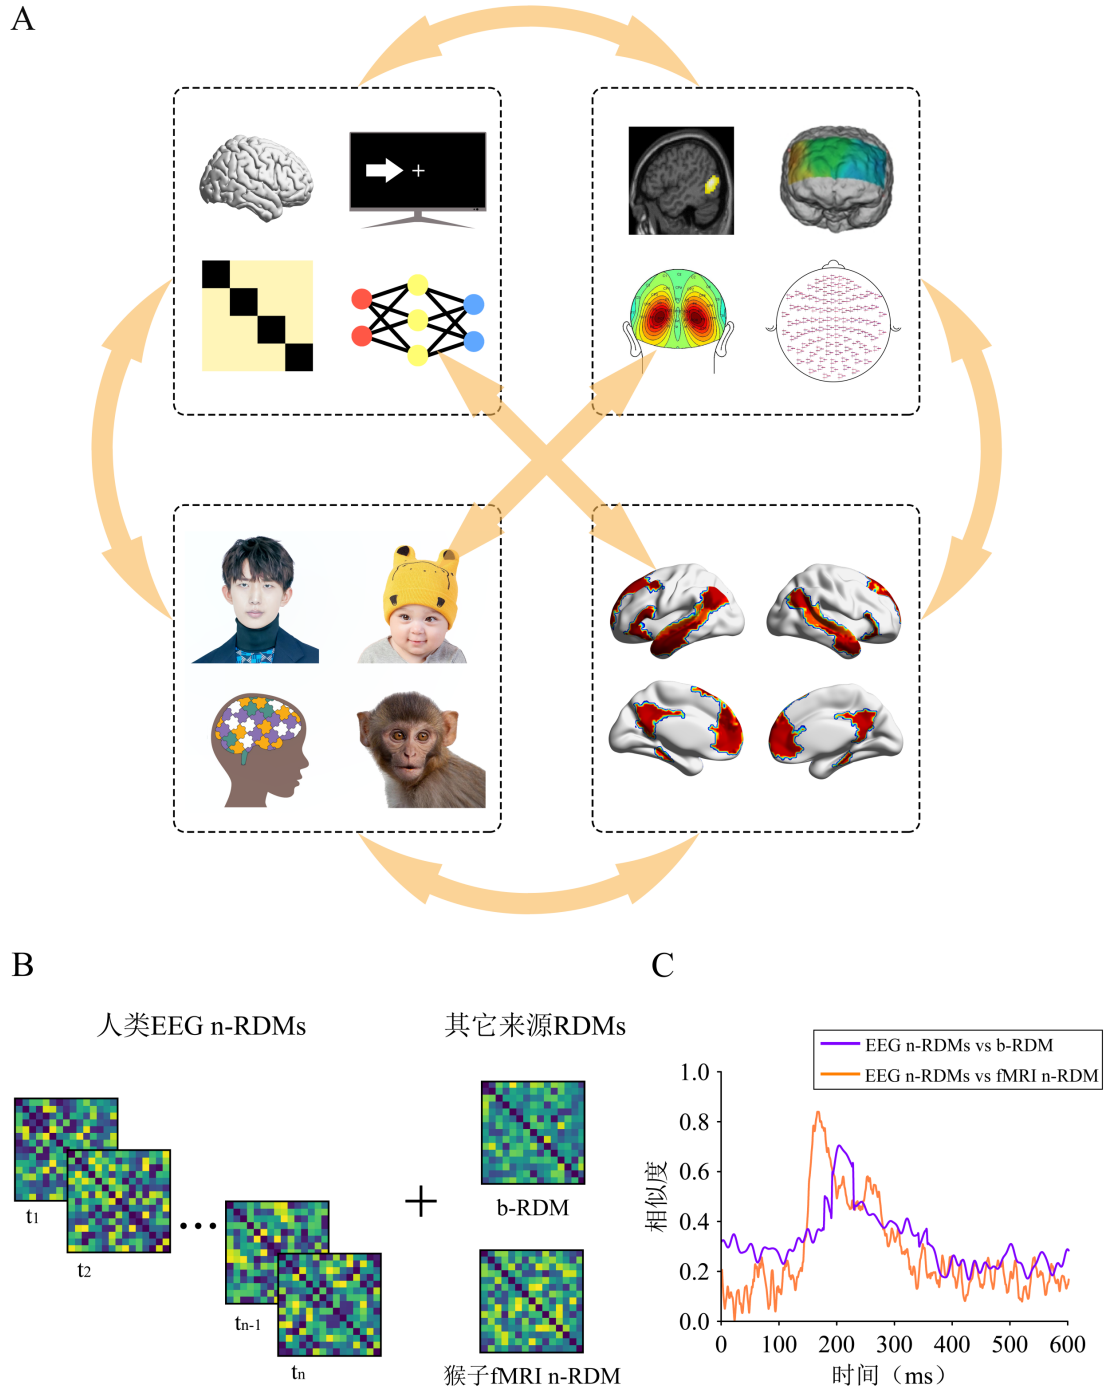 A
B
C
人类EEG n-RDMs
其它来源RDMs
t1
t2
...
tn-1
tn
+
b-RDM
猴子fMRI n-RDM
EEG n-RDMs vs b-RDM
EEG n-RDMs vs fMRI n-RDM
1.0
0.8
0.6
0.4
0.2
0.0
相似度
0 100 200 300 400 500 600
时间（ms）